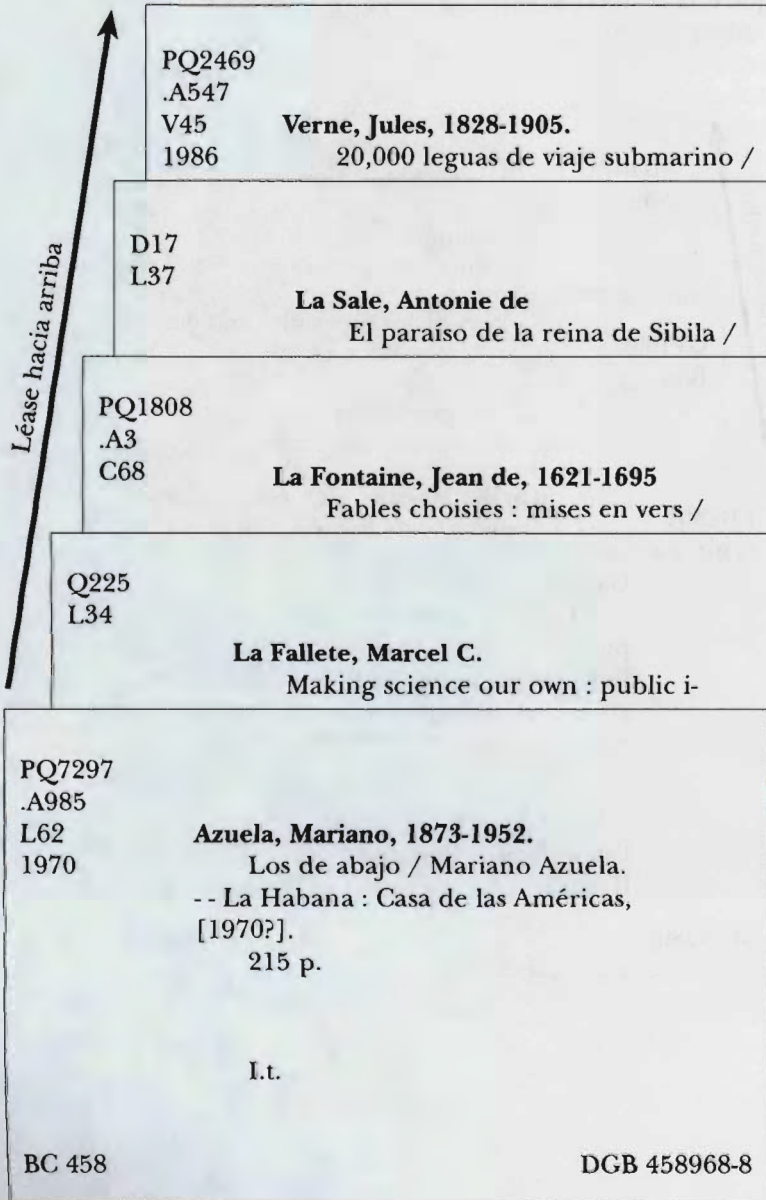 Léase hacia arriba
PQ2469
.A547
V45 Verne, Jules, 1828-1905.
1986 20,000 leguas de viaje submarino /
D17
L37
La Sale, Antonie de
El paraíso de la reina de Sibila /
PQ1808
.A3
C68 La Fontaine, Jean de, 1621-1695
Fables choisies : mises en vers /
Q225
L34
La Fallete, Marcel C.
Making science our own : public i-
PQ7297
.A985
L62 Azuela, Mariano, 1873-1952.
1970 Los de abajo / Mariano Azuela.
- - La Habana : Casa de las Américas,
[1970?].
215 p.
I.t.
BC 458 DGB 458968-8